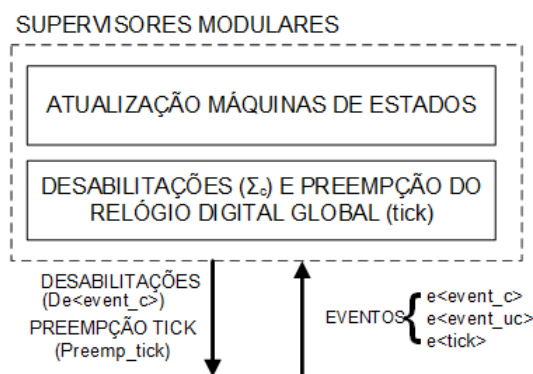 SUPERVISORES MODULARES
ATUALIZAÇÃO MÁQUINAS DE ESTADOS
DESABILITAÇÕES (Σc) E PREEMPÇÃO DO
RELÓGIO DIGITAL GLOBAL (tick)
DESABILITAÇÕES
(De<event_c>)
PREEMPÇÃO TICK
(Preemp_tick)
EVENTOS
e<event_c>
e<event_uc>
e<tick>